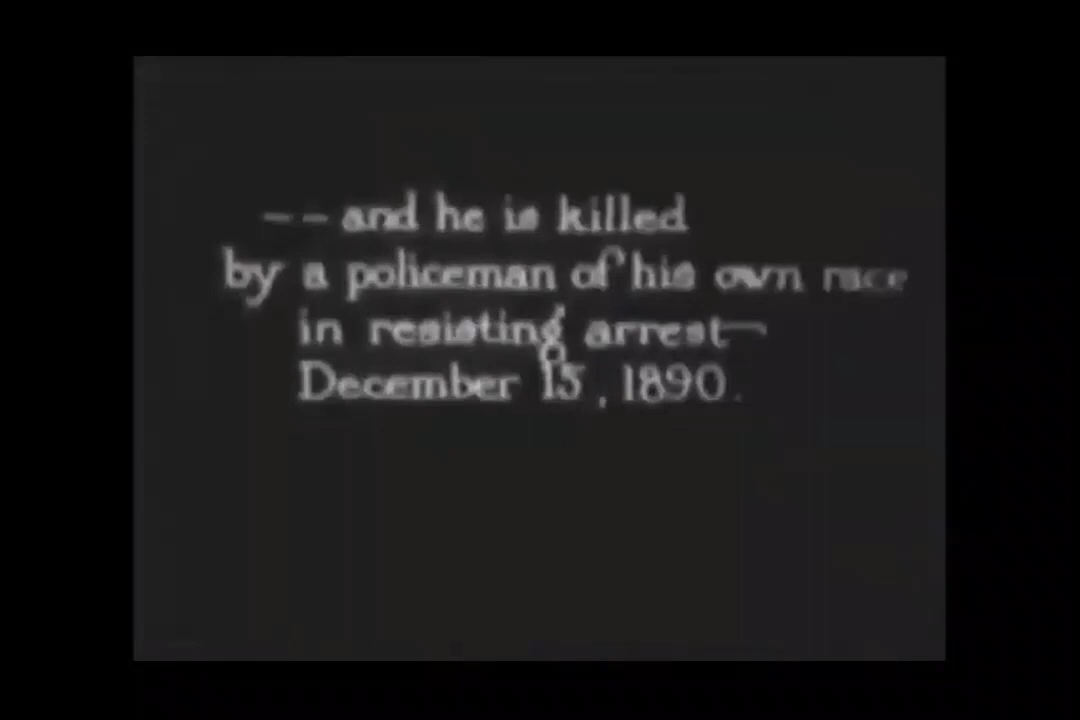 -- and he is killed
by a policeman of his own race
in resisting arrest—
December 15, 1890.